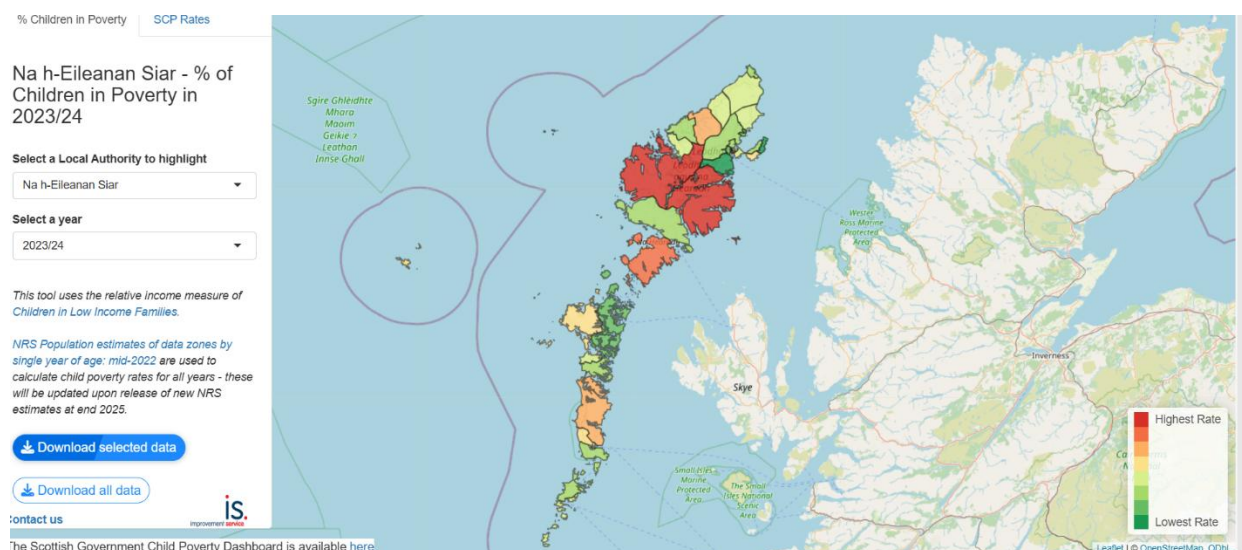 % Children in Poverty
SCP Rates
Na h-Eileanan Siar - % of
Children in Poverty in
2023/24
Select a Local Authority to highlight
Na h-Eileanan Siar
Select a year
2023/24
This tool uses the relative income measure of
Children in Low Income Families.
NRS Population estimates of data zones by
single year of age: mid-2022 are used to
calculate child poverty rates for all years - these
will be updated upon release of new NRS
estimates at end 2025.
Download selected data
Download all data
Contact us
is.
improvement service
The Scottish Government Child Poverty Dashboard is available here
Sgìre Ghlèidhte
Mhara
Maoim
Geikie
Leathan
Innse Ghall
Wester
Ross Marine
Protected
Area
Inverness
Skye
Small Isles
Marine
Protected
Area
The Small
Isles National
Scenic
Area
Highest Rate
Lowest Rate
Leaflet | © OpenStreetMap, ODbL